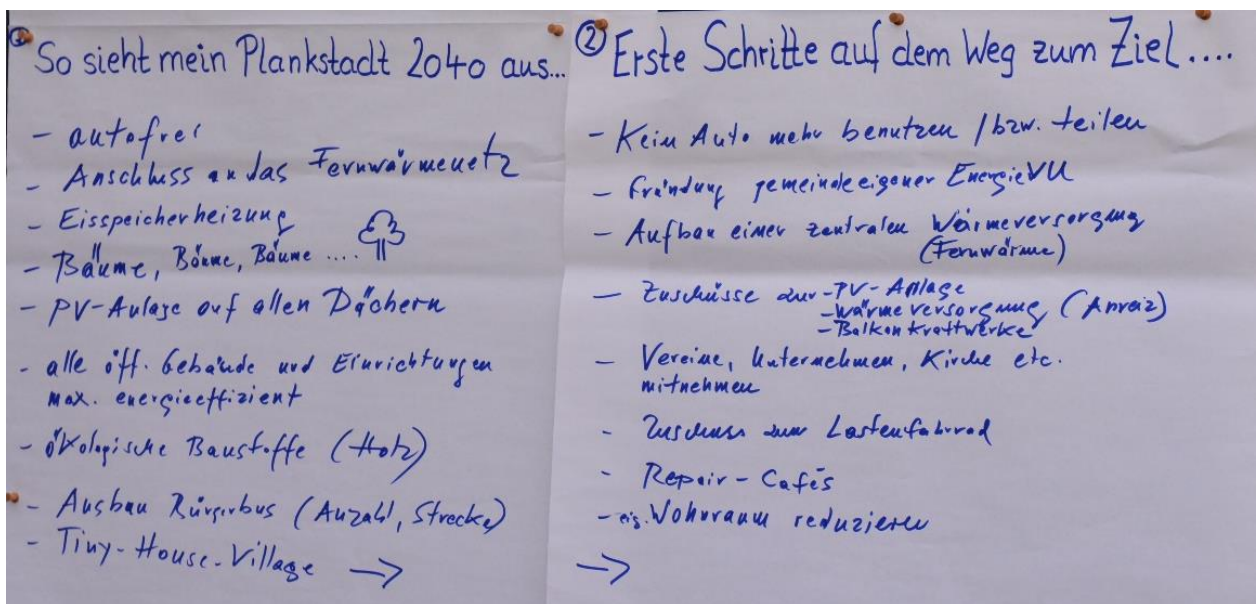 ① So sieht mein Plankstadt 2040 aus...
- autofrei
- Anschluss an das Fernwärmenetz
- Eisspeicherheizung
- Bäume, Bäume, Bäume ....
- PV-Anlage auf allen Dächern
- alle öff. Gebäude und Einrichtungen
max. energieeffizient
- ökologische Baustoffe (Holz)
- Ausbau Bürgerbus (Anzahl, Strecke)
- Tiny-House-Village →
② Erste Schritte auf dem Weg zum Ziel....
- Kein Auto mehr benutzen / bzw. teilen
- Gründung gemeindeeigener EnergieVU
- Aufbau einer zentralen Wärmeversorgung
(Fernwärme)
- Zuschüsse zur - PV-Anlage
- Wärmeversorgung (Anreiz)
- Balkonkraftwerke
- Vereine, Unternehmen, Kirche etc.
mitnehmen
- Zuschuss zum Lastenfahrrad
- Repair-Cafés
- eig. Wohnraum reduzieren
→